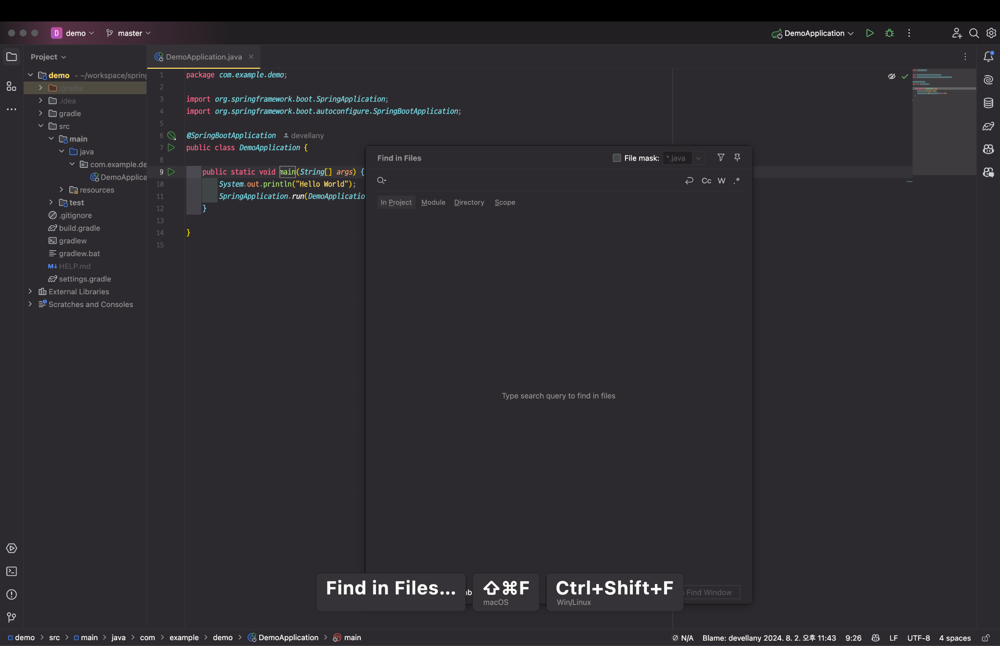 D demo master DemoApplication
Project DemoApplication.java
demo - ~/workspace/spring
.gradle
.idea
gradle
src
main
java
com.example.de
DemoApplica
resources
test
.gitignore
build.gradle
gradlew
gradlew.bat
M↓ HELP.md
settings.gradle
External Libraries
Scratches and Consoles
1 package com.example.demo;
2
3 import org.springframework.boot.SpringApplication;
4 import org.springframework.boot.autoconfigure.SpringBootApplication;
5
6 @SpringBootApplication devellany
7 public class DemoApplication {
8
9 public static void main(String[] args) {
10 System.out.println("Hello World");
11 SpringApplication.run(DemoApplicatio
12 }
13
14 }
15
Find in Files File mask: *.java
Cc W .*
In Project Module Directory Scope
Type search query to find in files
Find in Files... ab ⇧⌘F Ctrl+Shift+F Find Window
macOS Win/Linux
demo > src > main > java > com > example > demo > DemoApplication > main
N/A Blame: devellany 2024. 8. 2. 오후 11:43 9:26 LF UTF-8 4 spaces